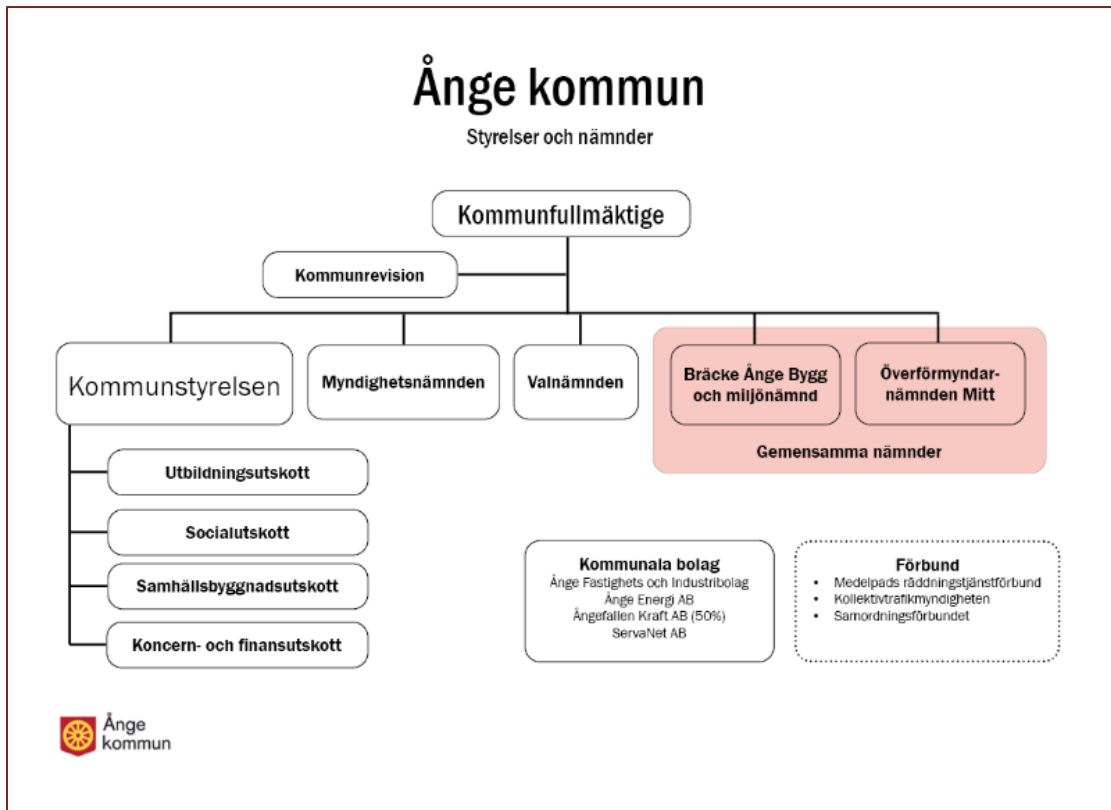 Ånge kommun
Styrelser och nämnder
Kommunfullmäktige
Kommunrevision
Kommunstyrelsen
Myndighetsnämnden
Valnämnden
Bräcke Ånge Bygg
och miljönämnd
Överförmyndar-
nämnden Mitt
Gemensamma nämnder
Utbildningsutskott
Socialutskott
Samhällsbyggnadsutskott
Koncern- och finansutskott
Kommunala bolag
Ånge Fastighets och Industribolag
Ånge Energi AB
Ångefallen Kraft AB (50%)
ServaNet AB
Förbund
• Medelpads räddningstjänstförbund
• Kollektivtrafikmyndigheten
• Samordningsförbundet
Ånge
kommun